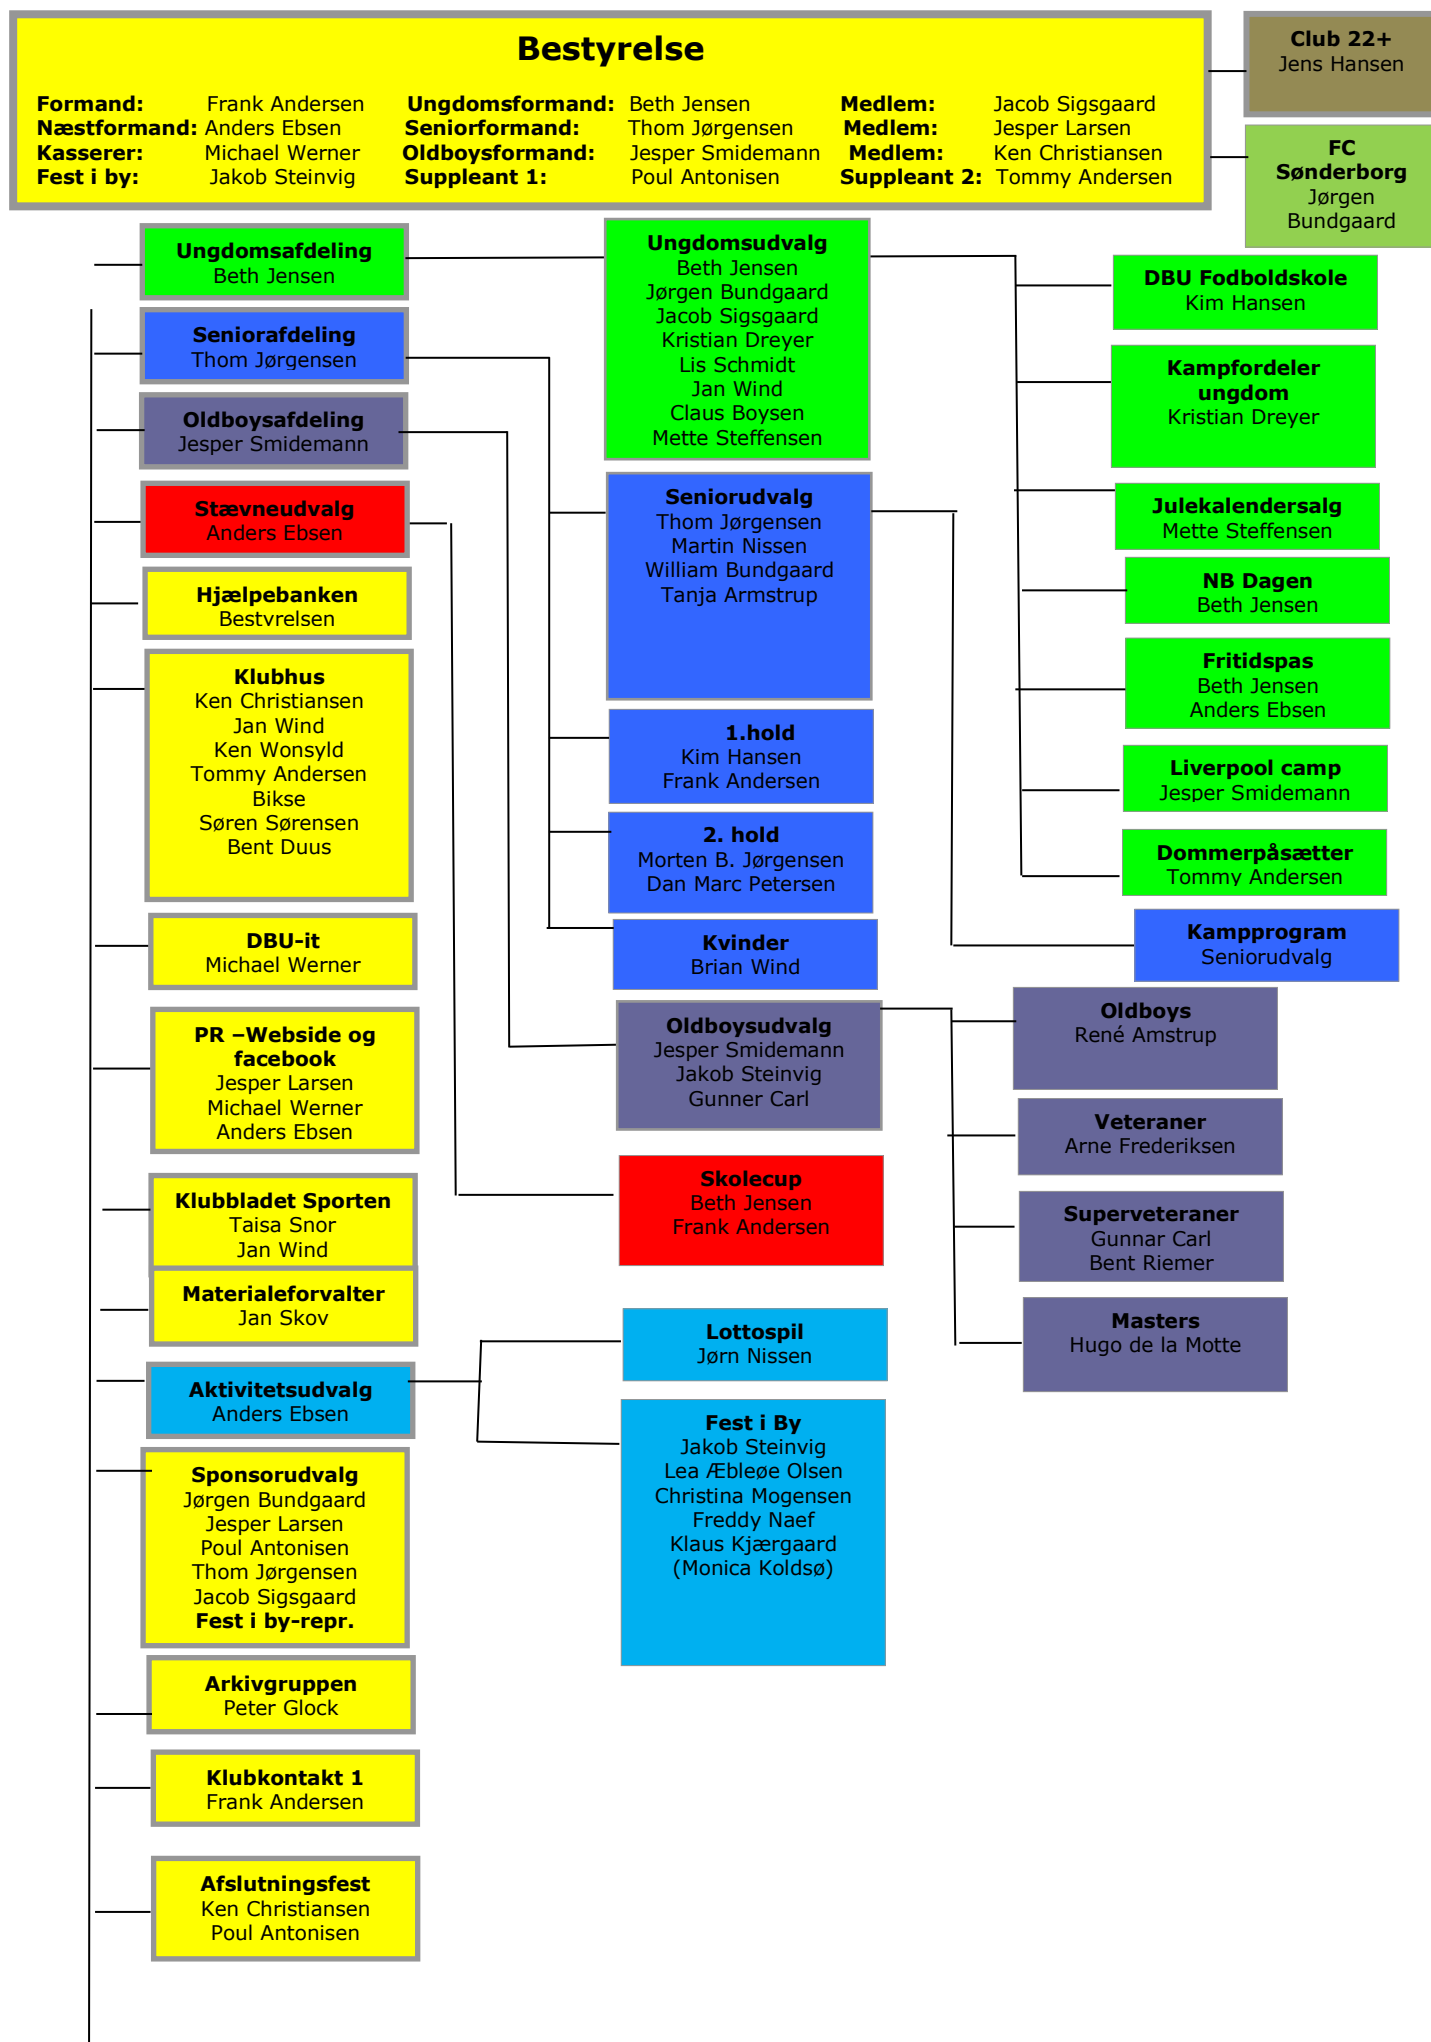 Bestyrelse
Formand: Frank Andersen Ungdomsformand: Beth Jensen Medlem: Jacob Sigsgaard
Næstformand: Anders Ebsen Seniorformand: Thom Jørgensen Medlem: Jesper Larsen
Kasserer: Michael Werner Oldboysformand: Jesper Smidemann Medlem: Ken Christiansen
Fest i by: Jakob Steinvig Suppleant 1: Poul Antonisen Suppleant 2: Tommy Andersen
Club 22+
Jens Hansen
FC
Sønderborg
Jørgen
Bundgaard
Ungdomsafdeling
Beth Jensen
Seniorafdeling
Thom Jørgensen
Oldboysafdeling
Jesper Smidemann
Stævneudvalg
Anders Ebsen
Hjælpebanken
Bestyrelsen
Klubhus
Ken Christiansen
Jan Wind
Ken Wonsyld
Tommy Andersen
Bikse
Søren Sørensen
Bent Duus
DBU-it
Michael Werner
PR –Webside og
facebook
Jesper Larsen
Michael Werner
Anders Ebsen
Klubbladet Sporten
Taisa Snor
Jan Wind
Materialeforvalter
Jan Skov
Aktivitetsudvalg
Anders Ebsen
Sponsorudvalg
Jørgen Bundgaard
Jesper Larsen
Poul Antonisen
Thom Jørgensen
Jacob Sigsgaard
Fest i by-repr.
Arkivgruppen
Peter Glock
Klubkontakt 1
Frank Andersen
Afslutningsfest
Ken Christiansen
Poul Antonisen
Ungdomsudvalg
Beth Jensen
Jørgen Bundgaard
Jacob Sigsgaard
Kristian Dreyer
Lis Schmidt
Jan Wind
Claus Boysen
Mette Steffensen
Seniorudvalg
Thom Jørgensen
Martin Nissen
William Bundgaard
Tanja Armstrup
1.hold
Kim Hansen
Frank Andersen
2. hold
Morten B. Jørgensen
Dan Marc Petersen
Kvinder
Brian Wind
Oldboysudvalg
Jesper Smidemann
Jakob Steinvig
Gunner Carl
Skolecup
Beth Jensen
Frank Andersen
Lottospil
Jørn Nissen
Fest i By
Jakob Steinvig
Lea Æbleøe Olsen
Christina Mogensen
Freddy Naef
Klaus Kjærgaard
(Monica Koldsø)
DBU Fodboldskole
Kim Hansen
Kampfordeler
ungdom
Kristian Dreyer
Julekalendersalg
Mette Steffensen
NB Dagen
Beth Jensen
Fritidspas
Beth Jensen
Anders Ebsen
Liverpool camp
Jesper Smidemann
Dommerpåsætter
Tommy Andersen
Kampprogram
Seniorudvalg
Oldboys
René Amstrup
Veteraner
Arne Frederiksen
Superveteraner
Gunnar Carl
Bent Riemer
Masters
Hugo de la Motte